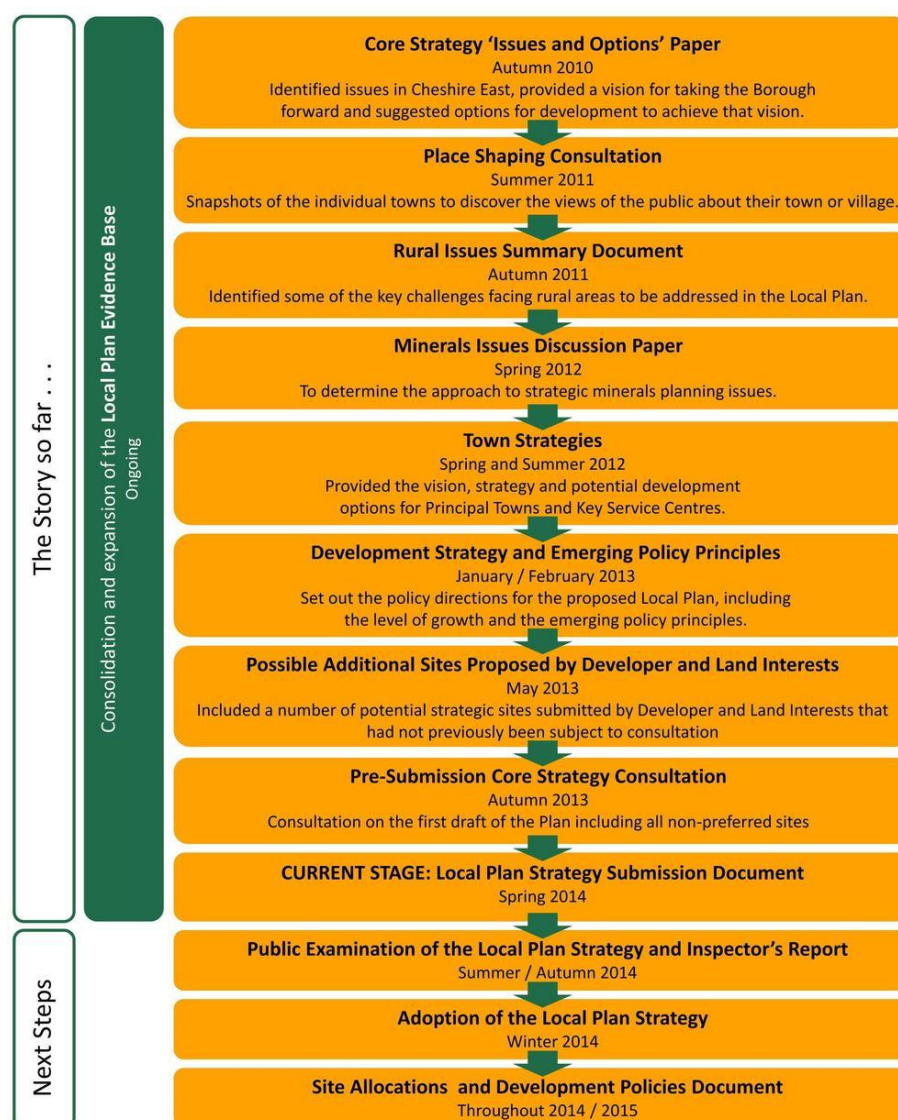 The Story so far . . .
Consolidation and expansion of the Local Plan Evidence Base
Ongoing
Core Strategy ‘Issues and Options’ Paper
Autumn 2010
Identified issues in Cheshire East, provided a vision for taking the Borough
forward and suggested options for development to achieve that vision.
Place Shaping Consultation
Summer 2011
Snapshots of the individual towns to discover the views of the public about their town or village.
Rural Issues Summary Document
Autumn 2011
Identified some of the key challenges facing rural areas to be addressed in the Local Plan.
Minerals Issues Discussion Paper
Spring 2012
To determine the approach to strategic minerals planning issues.
Town Strategies
Spring and Summer 2012
Provided the vision, strategy and potential development
options for Principal Towns and Key Service Centres.
Development Strategy and Emerging Policy Principles
January / February 2013
Set out the policy directions for the proposed Local Plan, including
the level of growth and the emerging policy principles.
Possible Additional Sites Proposed by Developer and Land Interests
May 2013
Included a number of potential strategic sites submitted by Developer and Land Interests that
had not previously been subject to consultation
Pre-Submission Core Strategy Consultation
Autumn 2013
Consultation on the first draft of the Plan including all non-preferred sites
CURRENT STAGE: Local Plan Strategy Submission Document
Spring 2014
Next Steps
Public Examination of the Local Plan Strategy and Inspector’s Report
Summer / Autumn 2014
Adoption of the Local Plan Strategy
Winter 2014
Site Allocations and Development Policies Document
Throughout 2014 / 2015